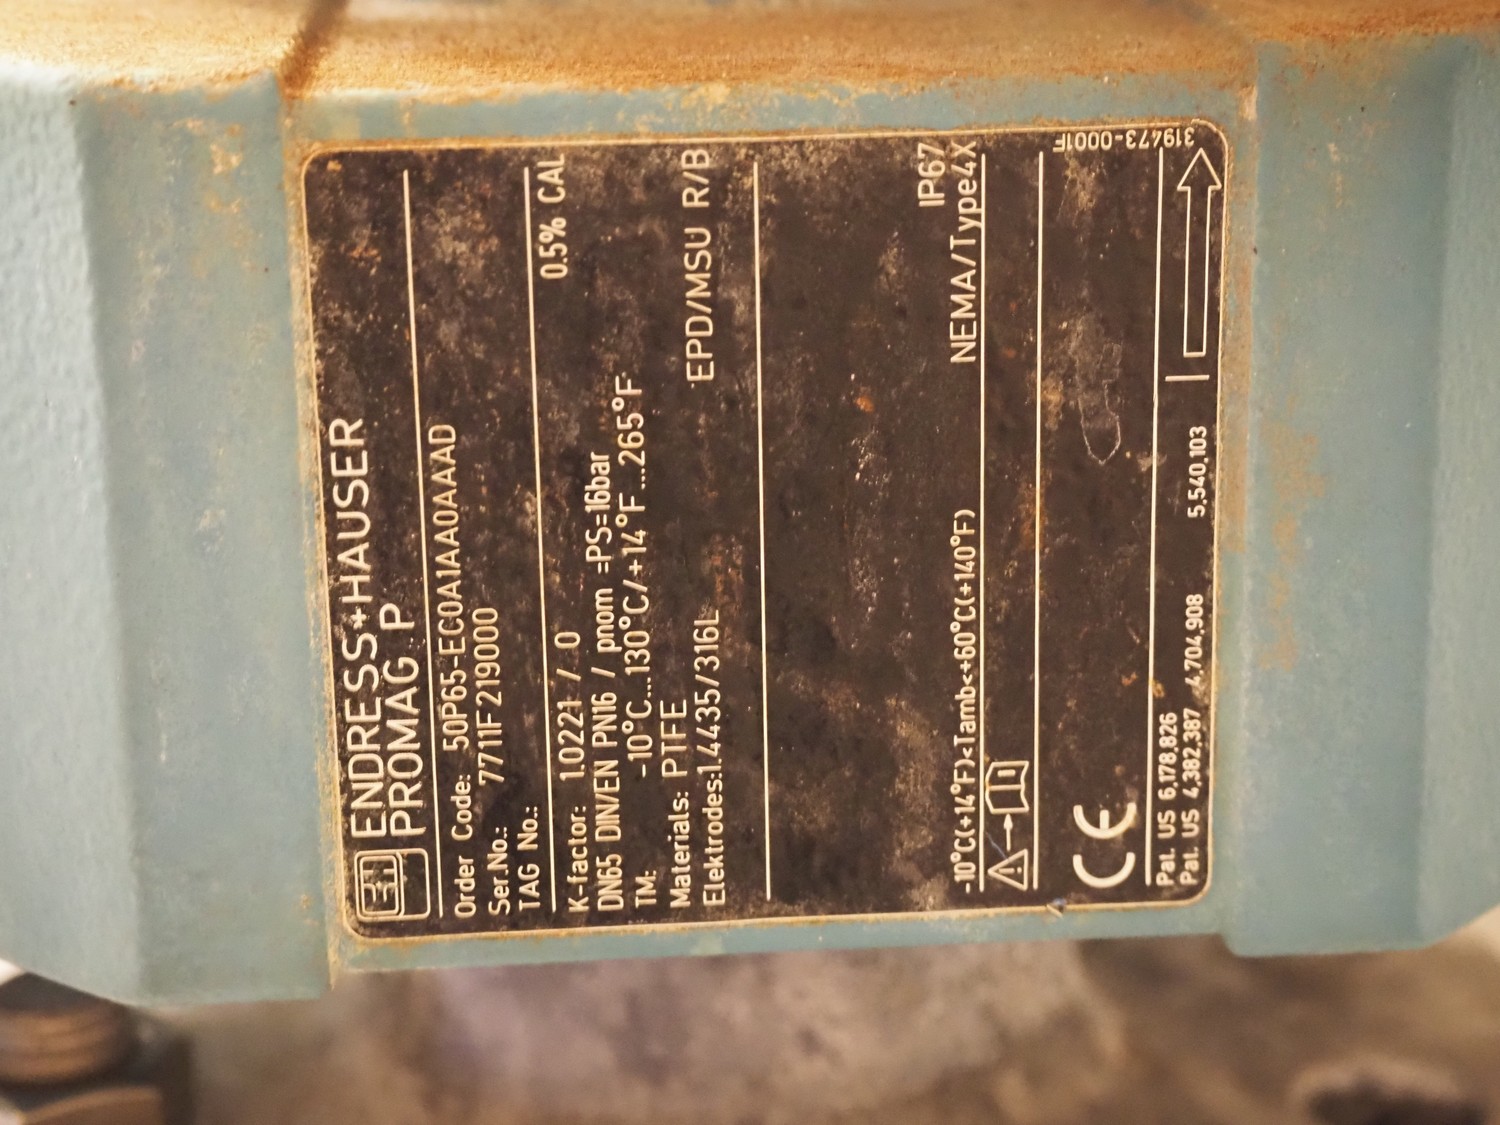 E+H
ENDRESS+HAUSER
PROMAG P
Order Code: 50P65-EC0A1AA0AAAD
Ser.No.: 7711F219000
TAG No.:
K-factor: 1.0221 / 0 0.5% CAL
DN65 DIN/EN PN16 / pnom =PS=16bar
TM: -10°C...130°C/+14°F...265°F
Materials: PTFE
Elektrodes:1.4435/316L EPD/MSÜ R/B
IP67
-10°C(+14°F)<Tamb<+60°C(+140°F) NEMA/Type4X
i
CE
319473-0001F
Pat. US 6,178,826
Pat. US 4,382,387 4,704,908 5,540,103